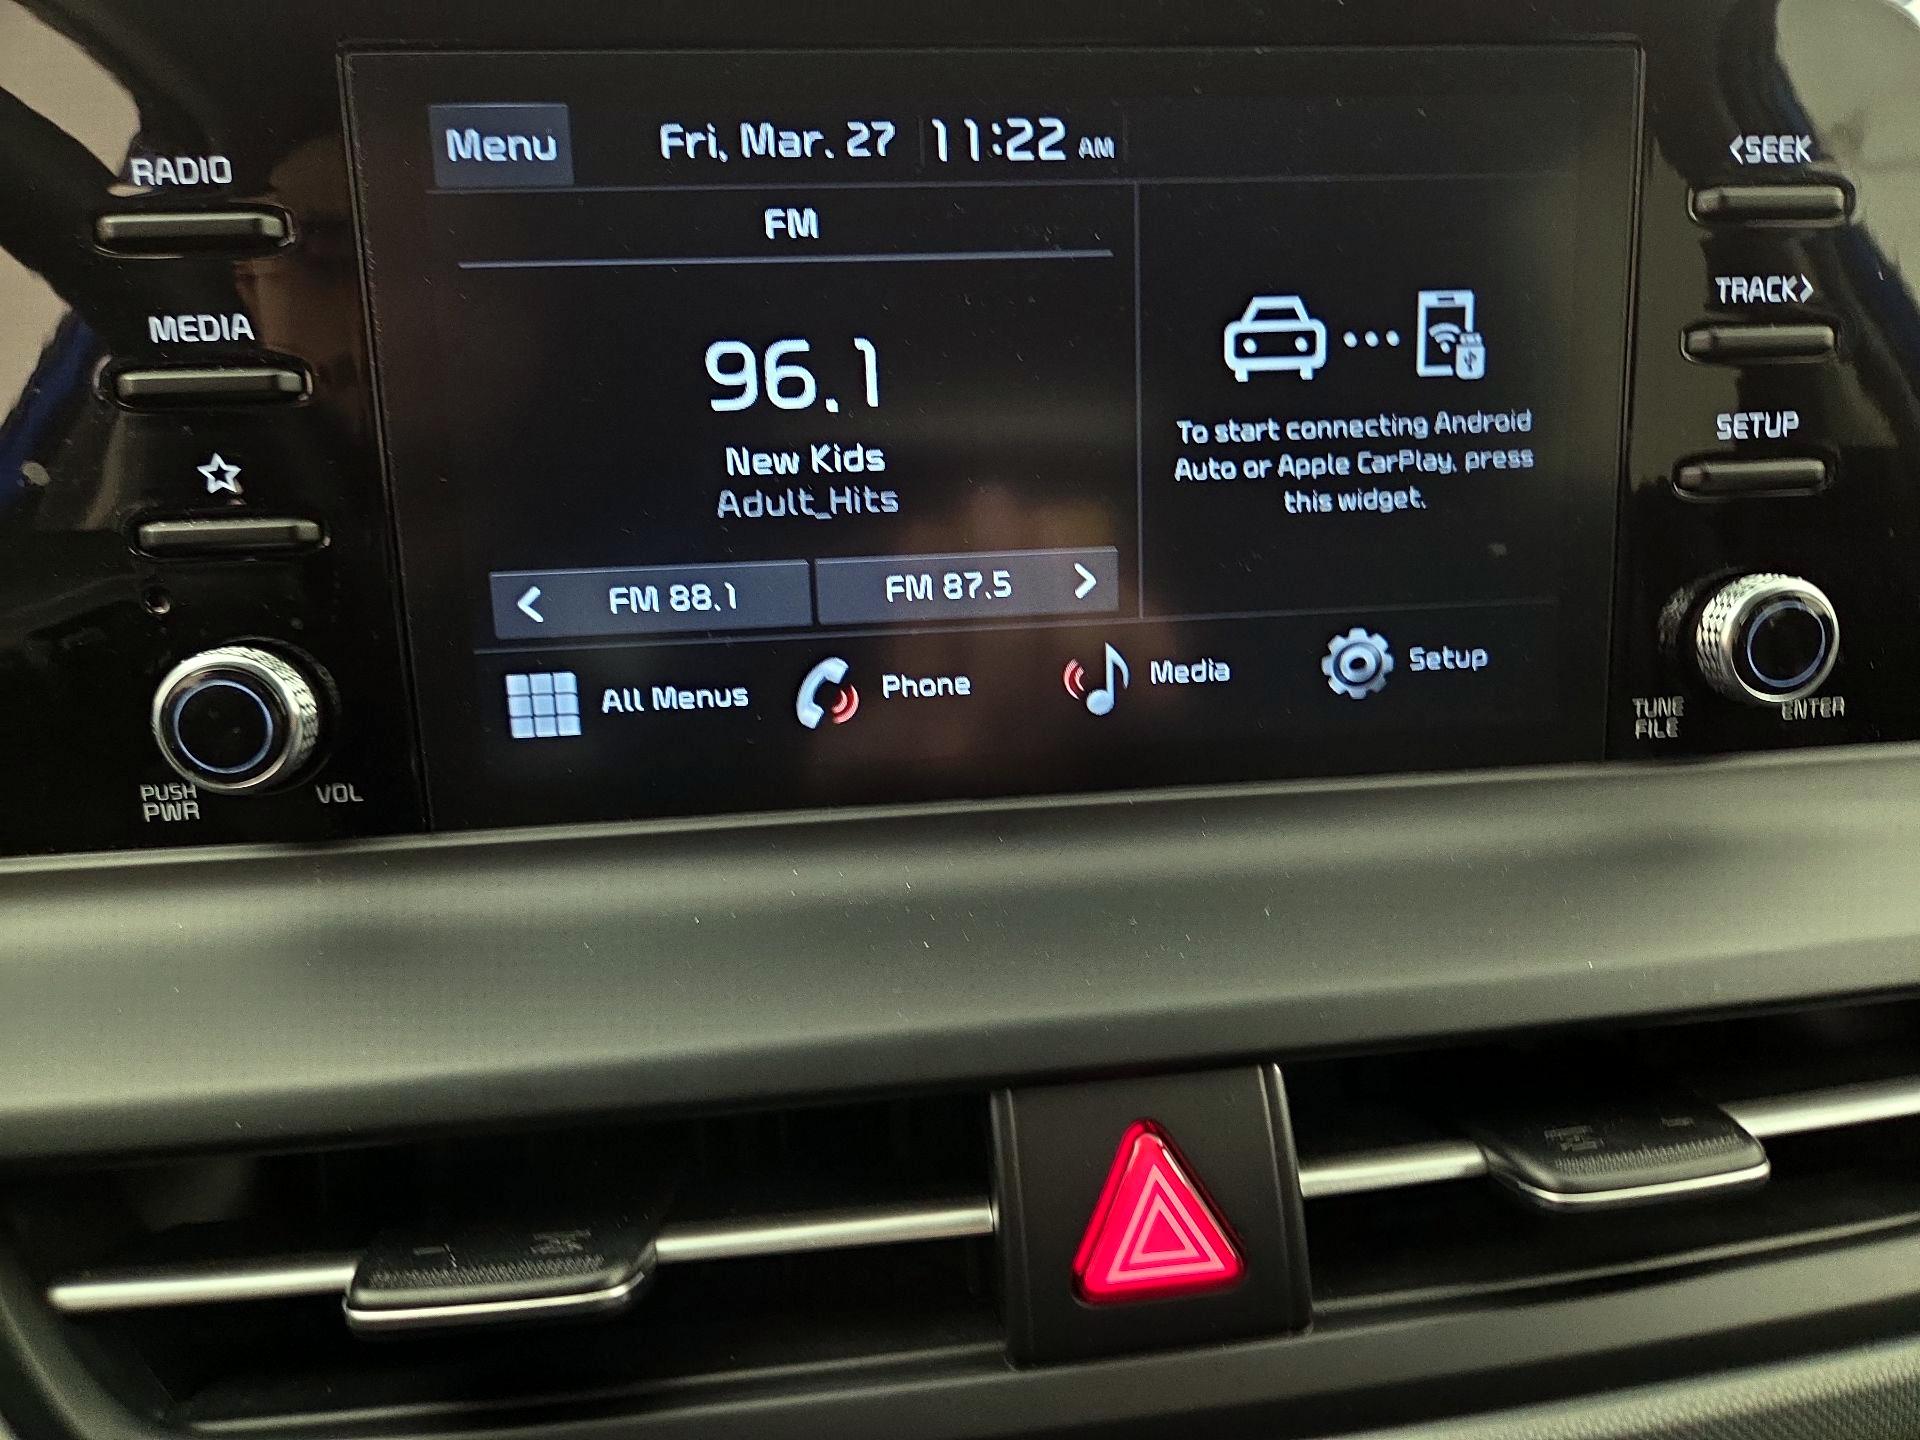 RADIO
MEDIA
PUSH
PWR
VOL
Menu
Fri, Mar. 27
11:22 AM
FM
96.1
New Kids
Adult_Hits
FM 88.1
FM 87.5
To start connecting Android
Auto or Apple CarPlay, press
this widget.
All Menus
Phone
Media
Setup
<SEEK
TRACK>
SETUP
TUNE
FILE
ENTER